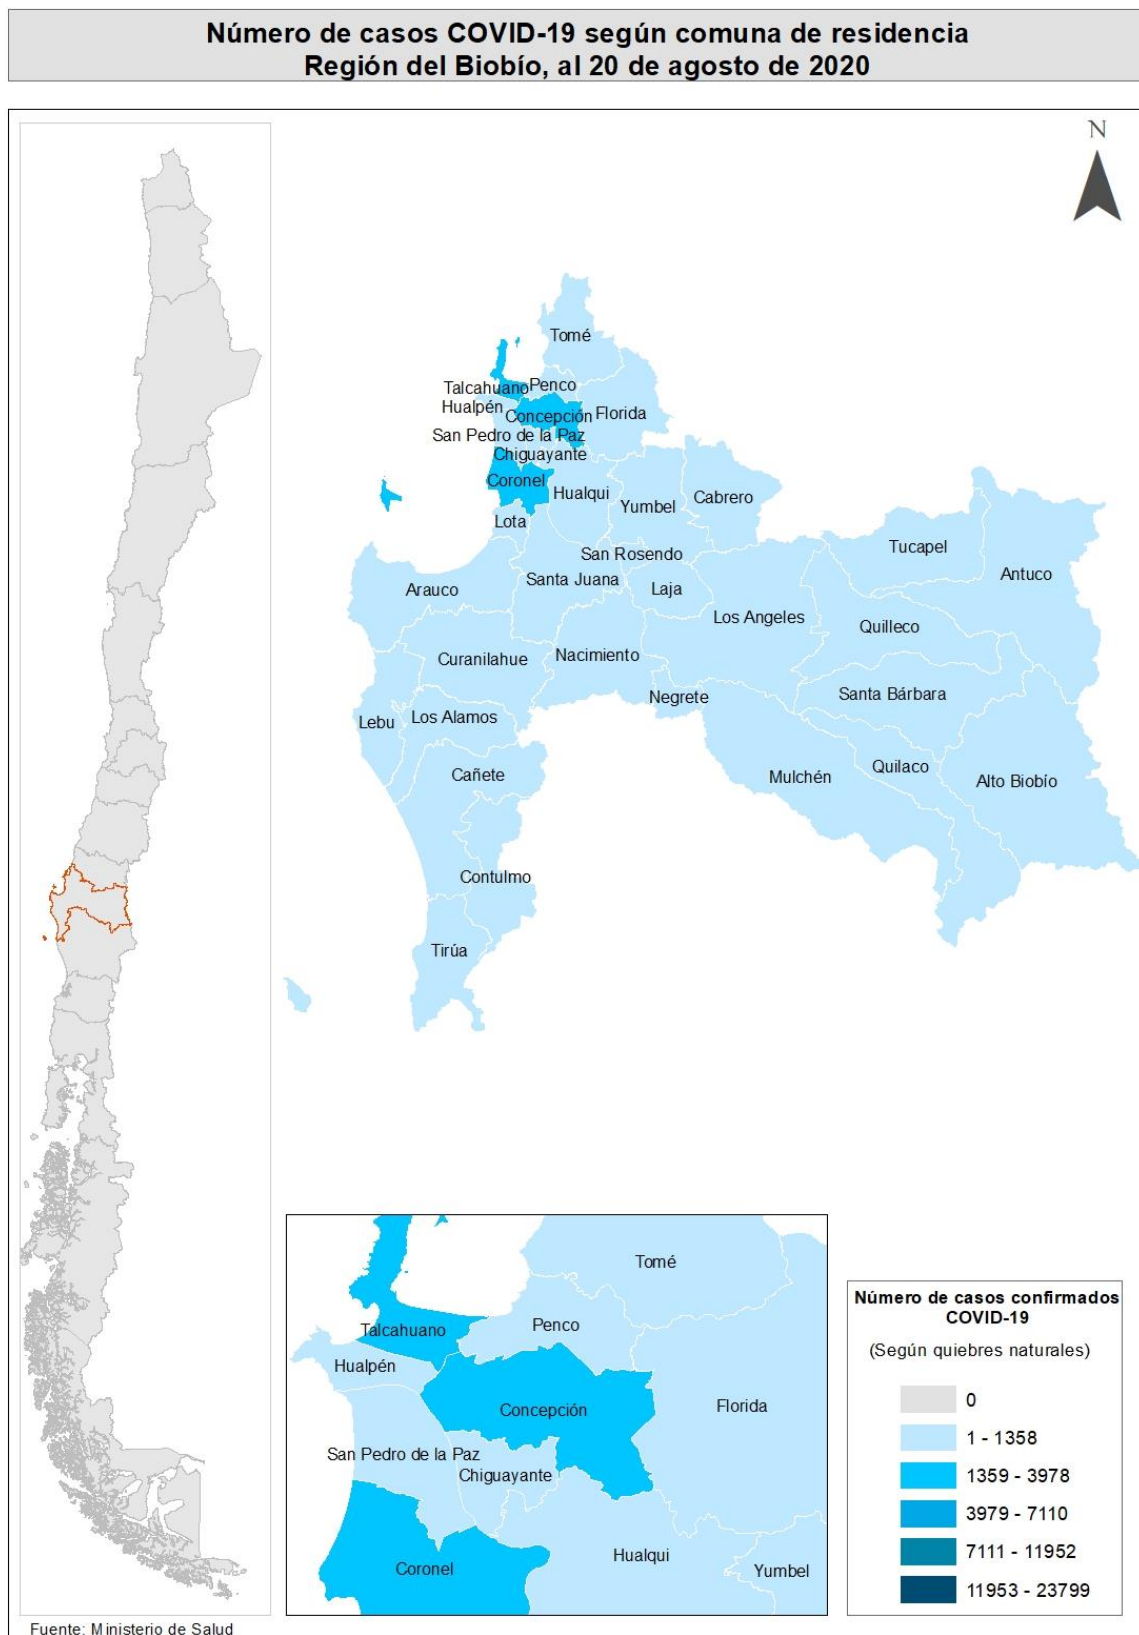 Número de casos COVID-19 según comuna de residencia
Región del Biobío, al 20 de agosto de 2020
N
Tomé
Talcahuano
Penco
Hualpén
Concepción
Florida
San Pedro de la Paz
Chiguayante
Coronel
Hualqui
Yumbel
Cabrero
Lota
San Rosendo
Tucapel
Antuco
Arauco
Santa Juana
Laja
Los Angeles
Quilleco
Curanilahue
Nacimiento
Negrete
Santa Bárbara
Lebu
Los Alamos
Cañete
Mulchén
Quilaco
Alto Biobío
Contulmo
Tirúa
Tomé
Talcahuano
Penco
Hualpén
Concepción
Florida
San Pedro de la Paz
Chiguayante
Coronel
Hualqui
Yumbel
Número de casos confirmados
COVID-19
(Según quiebres naturales)
0
1 - 1358
1359 - 3978
3979 - 7110
7111 - 11952
11953 - 23799
Fuente: Ministerio de Salud